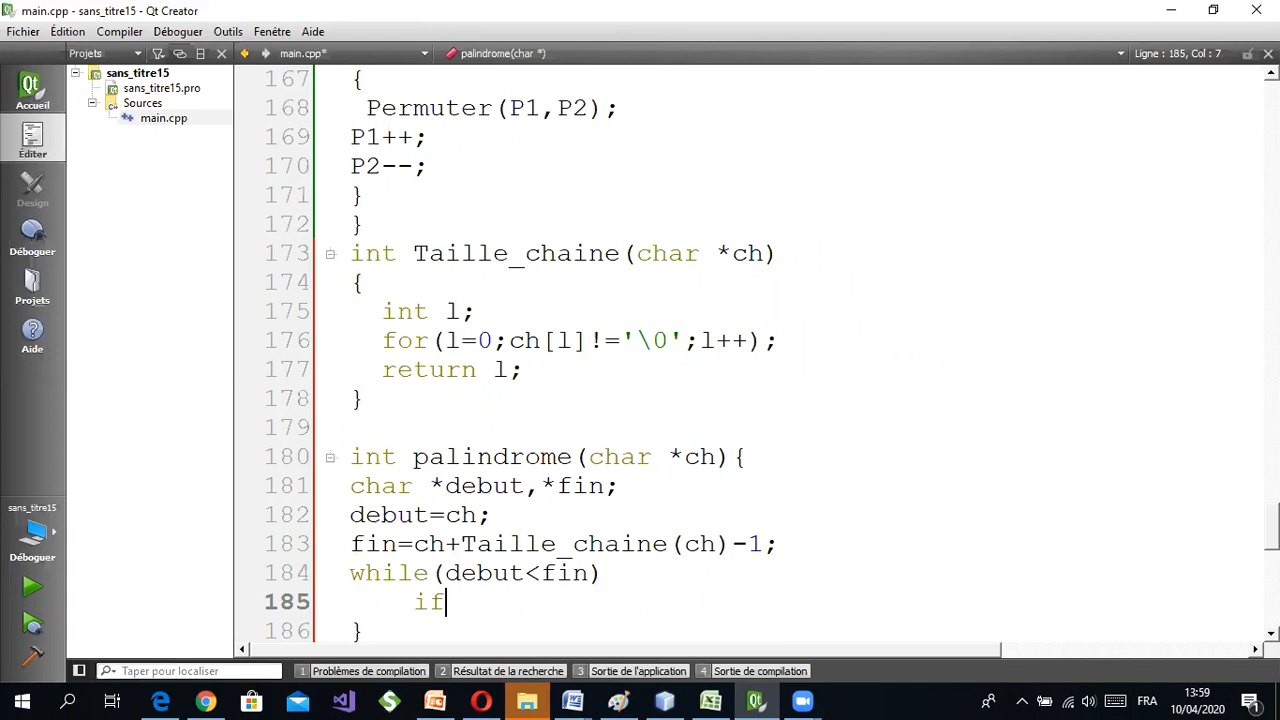 main.cpp - sans_titre15 - Qt Creator
Fichier Édition Compiler Déboguer Outils Fenêtre Aide
Projets main.cpp* palindrome(char *) Ligne : 185, Col : 7
sans_titre15
sans_titre15.pro
Sources
main.cpp
Accueil
Éditer
Design
Déboguer
Projets
Aide
sans_titre15
Déboguer
167 {
168 Permuter(P1,P2);
169 P1++;
170 P2--;
171 }
172 }
173 int Taille_chaine(char *ch)
174 {
175 int l;
176 for(l=0;ch[l]!='\0';l++);
177 return l;
178 }
179
180 int palindrome(char *ch){
181 char *debut,*fin;
182 debut=ch;
183 fin=ch+Taille_chaine(ch)-1;
184 while(debut<fin)
185 if
186 }
Taper pour localiser 1 Problèmes de compilation 2 Résultat de la recherche 3 Sortie de l'application 4 Sortie de compilation
FRA 13:59
10/04/2020 1